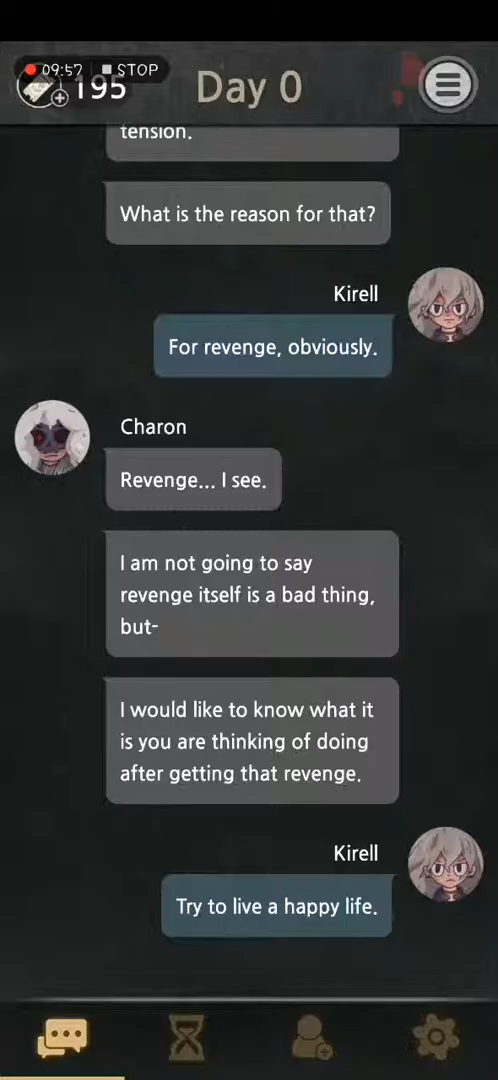 09:57 STOP
195
Day 0
tension.
What is the reason for that?
Kirell
For revenge, obviously.
Charon
Revenge... I see.
I am not going to say
revenge itself is a bad thing,
but-
I would like to know what it
is you are thinking of doing
after getting that revenge.
Kirell
Try to live a happy life.